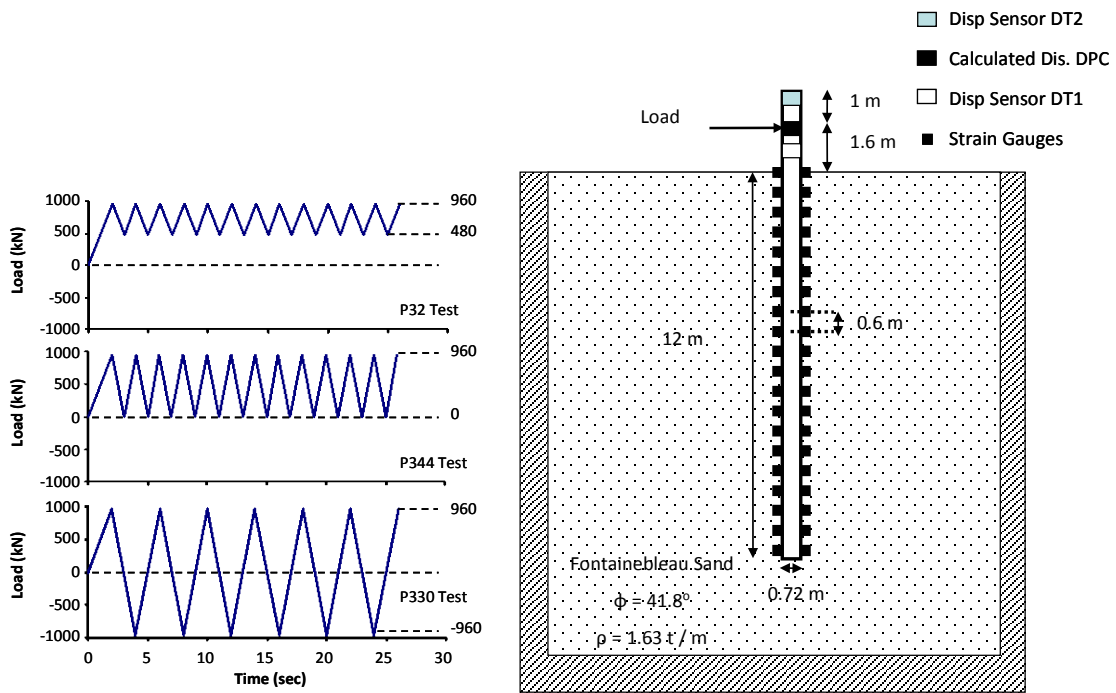 Load (kN)
1000
500
0
-500
-1000
960
480
P32 Test
Load (kN)
1000
500
0
-500
-1000
960
0
P344 Test
Load (kN)
1000
500
0
-500
-1000
960
-960
P330 Test
0
5
10
15
20
25
30
Time (sec)
Disp Sensor DT2
Calculated Dis. DPC
Disp Sensor DT1
Strain Gauges
Load
1 m
1.6 m
12 m
0.6 m
Fontainebleau Sand
0.72 m
ϕ = 41.8º
ρ = 1.63 t / m